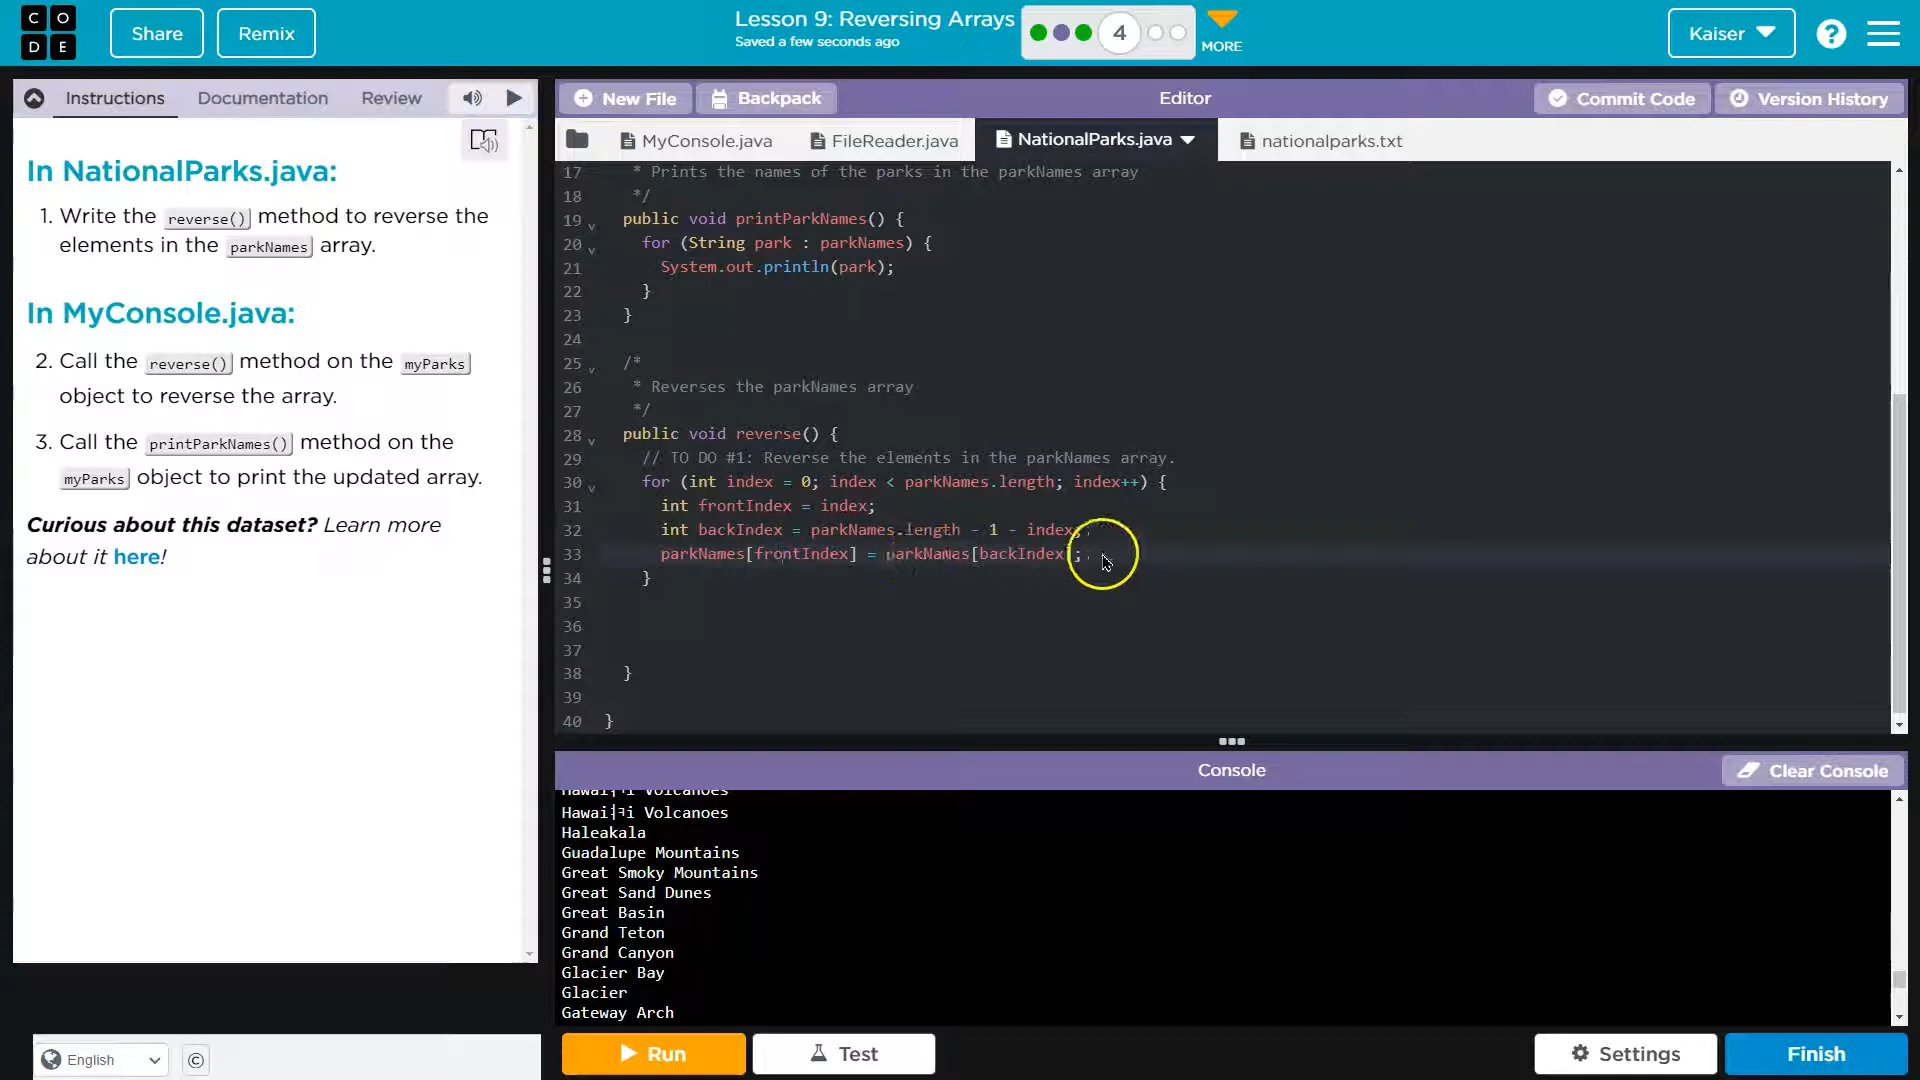 CODE
Share
Remix
Lesson 9: Reversing Arrays
Saved a few seconds ago
4
MORE
Kaiser
?
Instructions
Documentation
Review
In NationalParks.java:
1. Write the reverse() method to reverse the
elements in the parkNames array.
In MyConsole.java:
2. Call the reverse() method on the myParks
object to reverse the array.
3. Call the printParkNames() method on the
myParks object to print the updated array.
Curious about this dataset? Learn more
about it here!
English
©
New File
Backpack
Editor
Commit Code
Version History
MyConsole.java
FileReader.java
NationalParks.java
nationalparks.txt
17 * Prints the names of the parks in the parkNames array
18 */
19 public void printParkNames() {
20 for (String park : parkNames) {
21 System.out.println(park);
22 }
23 }
24
25 /*
26 * Reverses the parkNames array
27 */
28 public void reverse() {
29 // TO DO #1: Reverse the elements in the parkNames array.
30 for (int index = 0; index < parkNames.length; index++) {
31 int frontIndex = index;
32 int backIndex = parkNames.length - 1 - index;
33 parkNames[frontIndex] = parkNames[backIndex];
34 }
35
36
37
38 }
39
40 }
Console
Clear Console
Volcanoes
Volcanoes
Haleakala
Guadalupe Mountains
Great Smoky Mountains
Great Sand Dunes
Great Basin
Grand Teton
Grand Canyon
Glacier Bay
Glacier
Gateway Arch
Run
Test
Settings
Finish